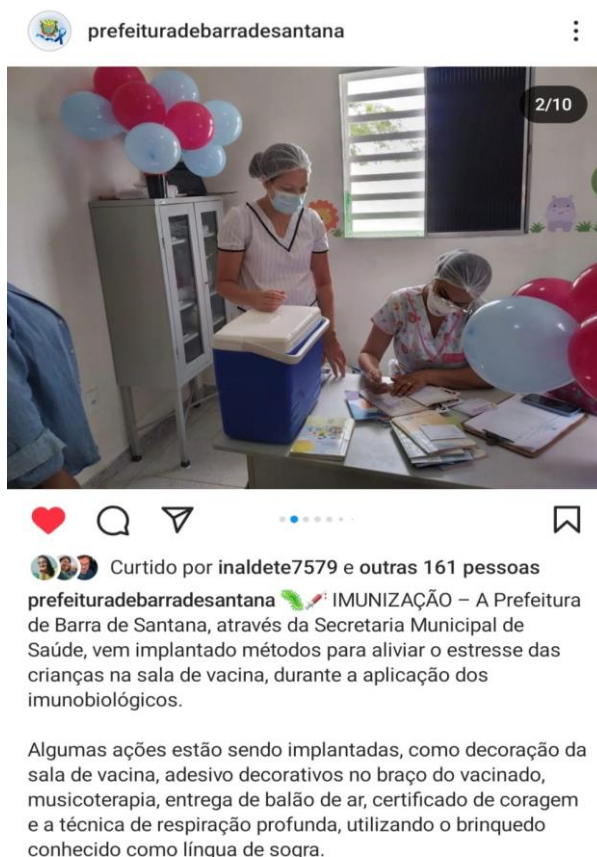 prefeituradebarradesantana
2/10
Curtido por inaldete7579 e outras 161 pessoas
prefeituradebarradesantana 🦠💉 IMUNIZAÇÃO – A Prefeitura
de Barra de Santana, através da Secretaria Municipal de
Saúde, vem implantado métodos para aliviar o estresse das
crianças na sala de vacina, durante a aplicação dos
imunobiológicos.
Algumas ações estão sendo implantadas, como decoração da
sala de vacina, adesivo decorativos no braço do vacinado,
musicoterapia, entrega de balão de ar, certificado de coragem
e a técnica de respiração profunda, utilizando o brinquedo
conhecido como língua de sogra.